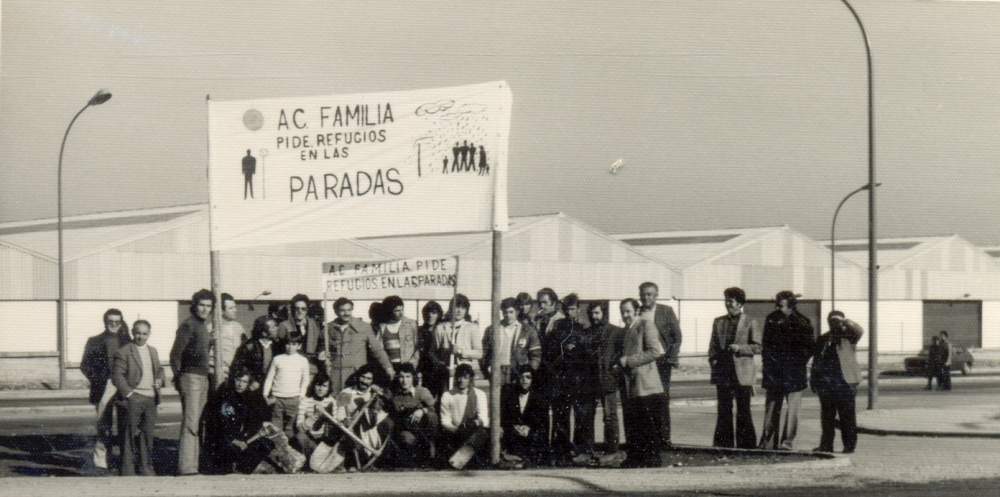 A.C. FAMILIA
PIDE, REFUGIOS
EN LAS
PARADAS
A.C. FAMILIA PIDE
REFUGIOS EN LAS PARADAS